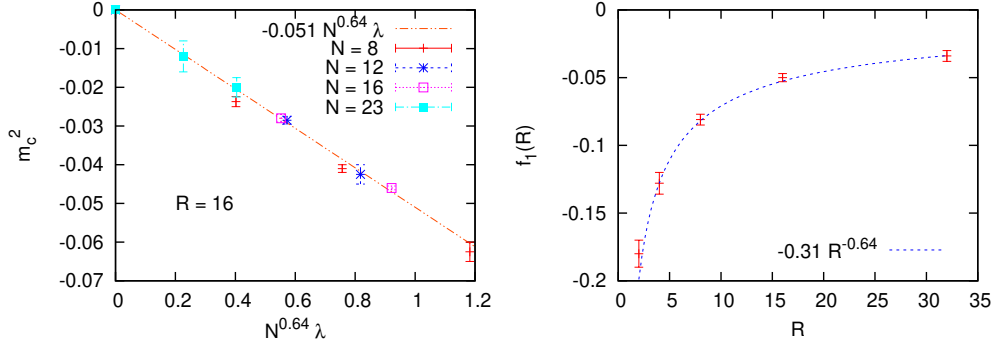 0
-0.01
-0.02
-0.03
-0.04
-0.05
-0.06
-0.07
m_c^2
-0.051 N^{0.64} λ
N = 8
N = 12
N = 16
N = 23
R = 16
0 0.2 0.4 0.6 0.8 1 1.2
N^{0.64} λ
0
-0.05
-0.1
-0.15
-0.2
f_1(R)
-0.31 R^{-0.64}
0 5 10 15 20 25 30 35
R